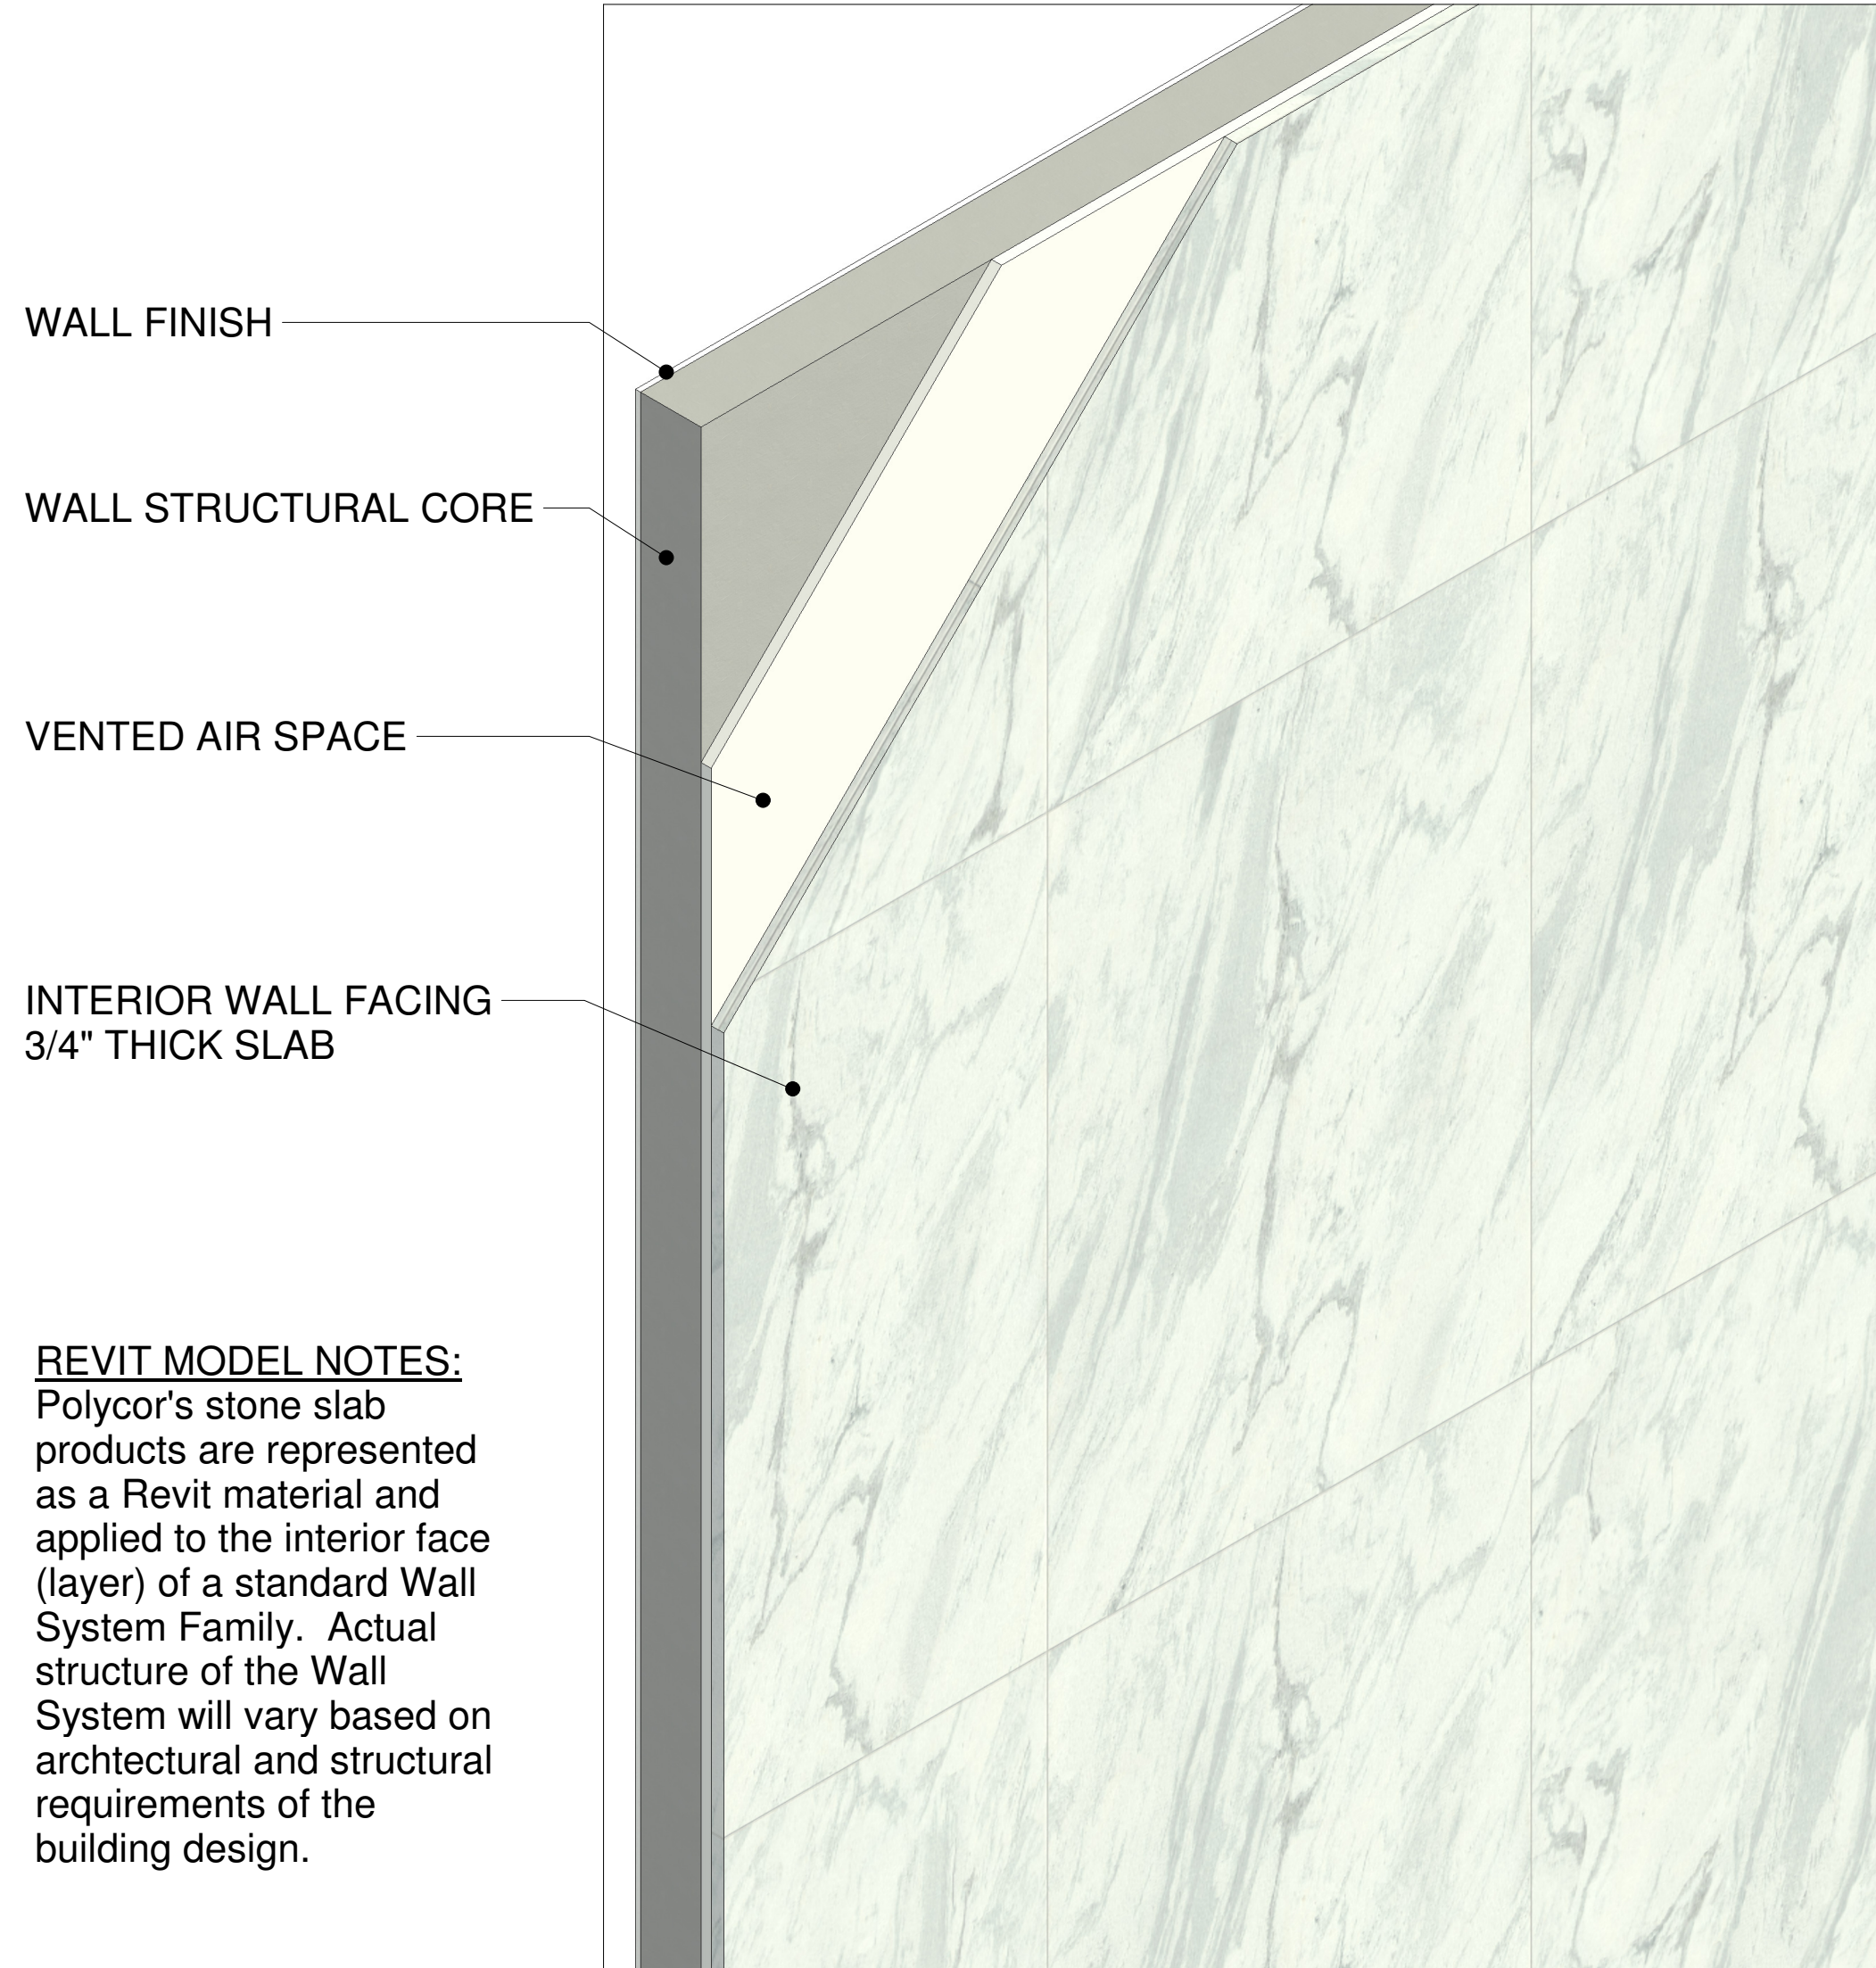 WALL FINISH
WALL STRUCTURAL CORE
VENTED AIR SPACE
INTERIOR WALL FACING
3/4" THICK SLAB
REVIT MODEL NOTES:
Polycor's stone slab
products are represented
as a Revit material and
applied to the interior face
(layer) of a standard Wall
System Family.  Actual
structure of the Wall
System will vary based on
archtectural and structural
requirements of the
building design.